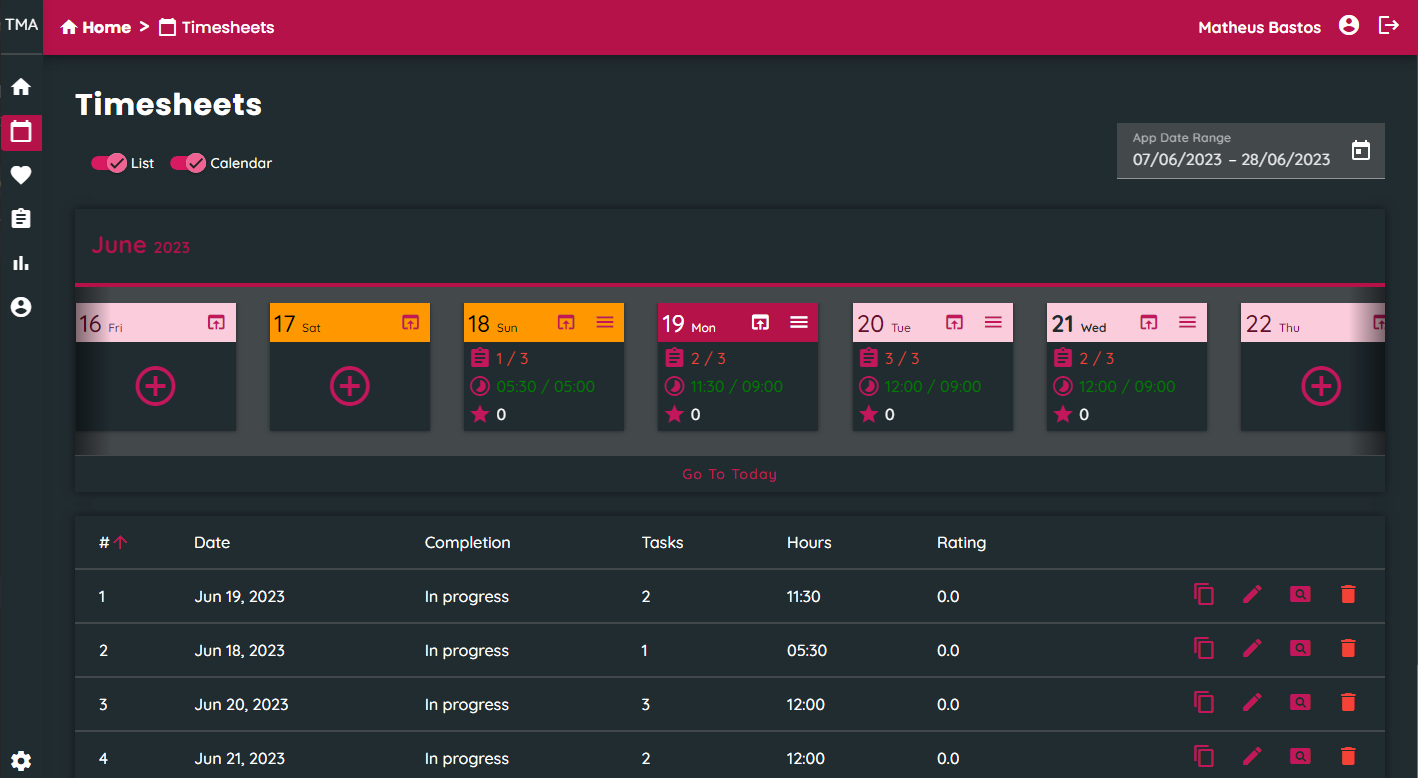 TMA Home > Timesheets Matheus Bastos
Timesheets
List Calendar
App Date Range
07/06/2023 – 28/06/2023
June 2023
16 Fri 17 Sat 18 Sun 19 Mon 20 Tue 21 Wed 22 Thu
1 / 3 2 / 3 3 / 3 2 / 3
05:30 / 05:00 11:30 / 09:00 12:00 / 09:00 12:00 / 09:00
0 0 0 0
Go To Today
# Date Completion Tasks Hours Rating
1 Jun 19, 2023 In progress 2 11:30 0.0
2 Jun 18, 2023 In progress 1 05:30 0.0
3 Jun 20, 2023 In progress 3 12:00 0.0
4 Jun 21, 2023 In progress 2 12:00 0.0